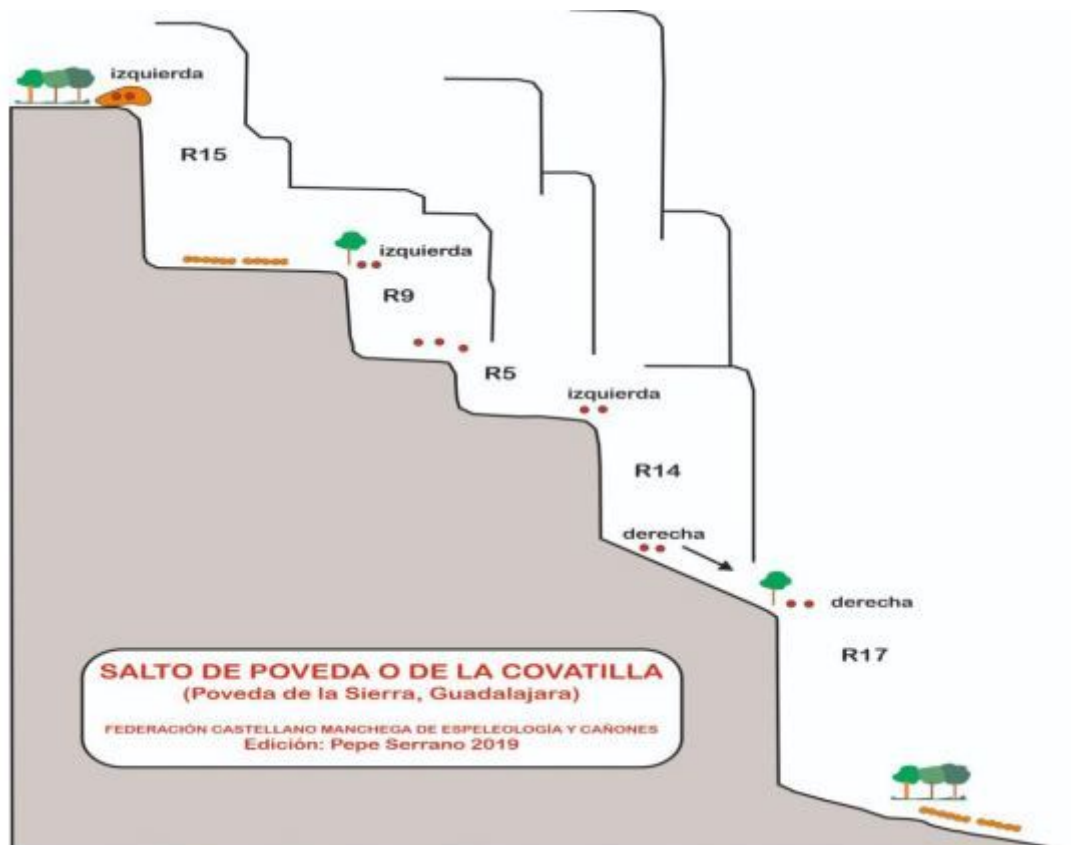 izquierda
R15
izquierda
R9
R5
izquierda
R14
derecha
derecha
R17
SALTO DE POVEDA O DE LA COVATILLA
(Poveda de la Sierra, Guadalajara)
FEDERACIÓN CASTELLANO MANCHEGA DE ESPELEOLOGÍA Y CAÑONES
Edición: Pepe Serrano 2019